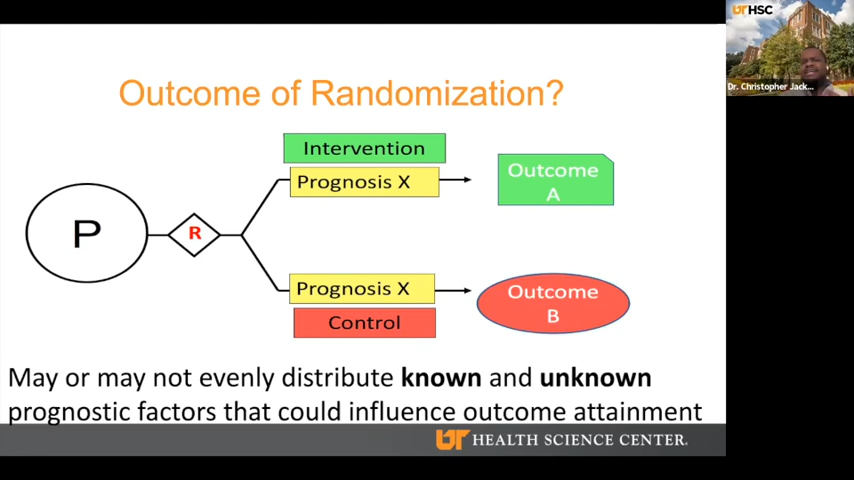 UTHSC
Dr. Christopher Jack...
Outcome of Randomization?
Intervention
Prognosis X
Outcome
A
P
R
Prognosis X
Control
Outcome
B
May or may not evenly distribute known and unknown
prognostic factors that could influence outcome attainment
UT HEALTH SCIENCE CENTER.